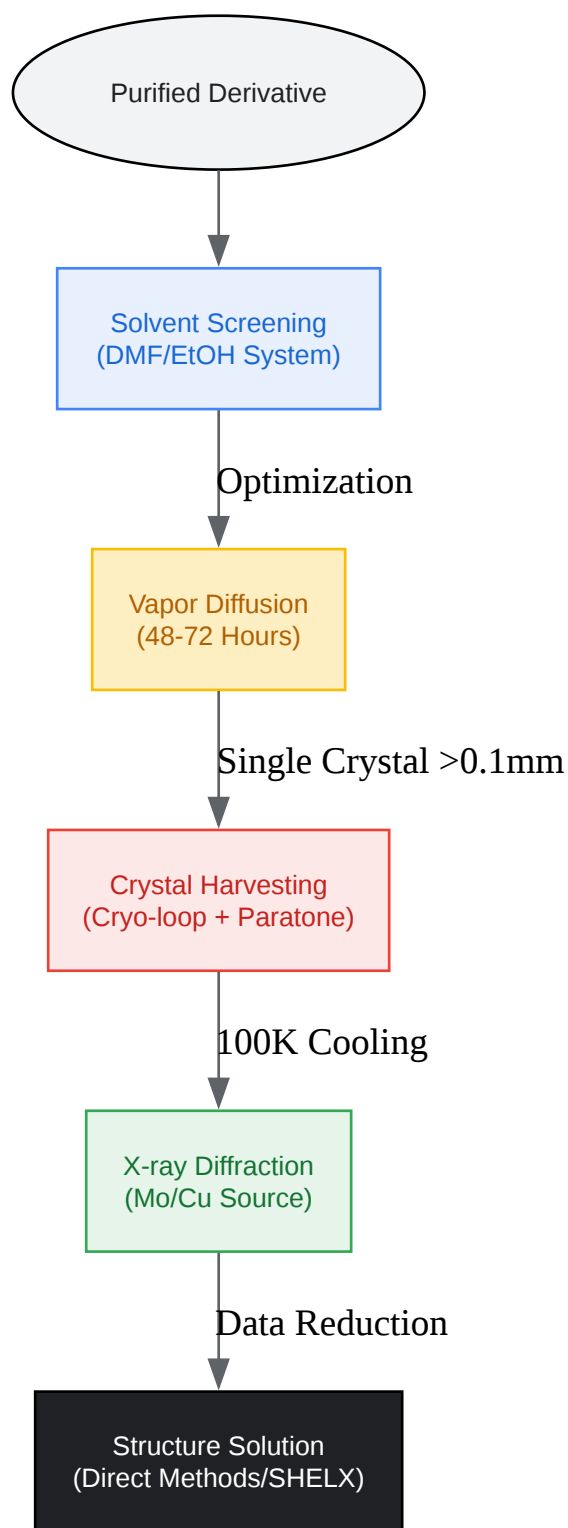 Purified Derivative
Solvent Screening
(DMF/EtOH System)
Optimization
Vapor Diffusion
(48-72 Hours)
Single Crystal >0.1mm
Crystal Harvesting
(Cryo-loop + Paratone)
100K Cooling
X-ray Diffraction
(Mo/Cu Source)
Data Reduction
Structure Solution
(Direct Methods/SHELX)